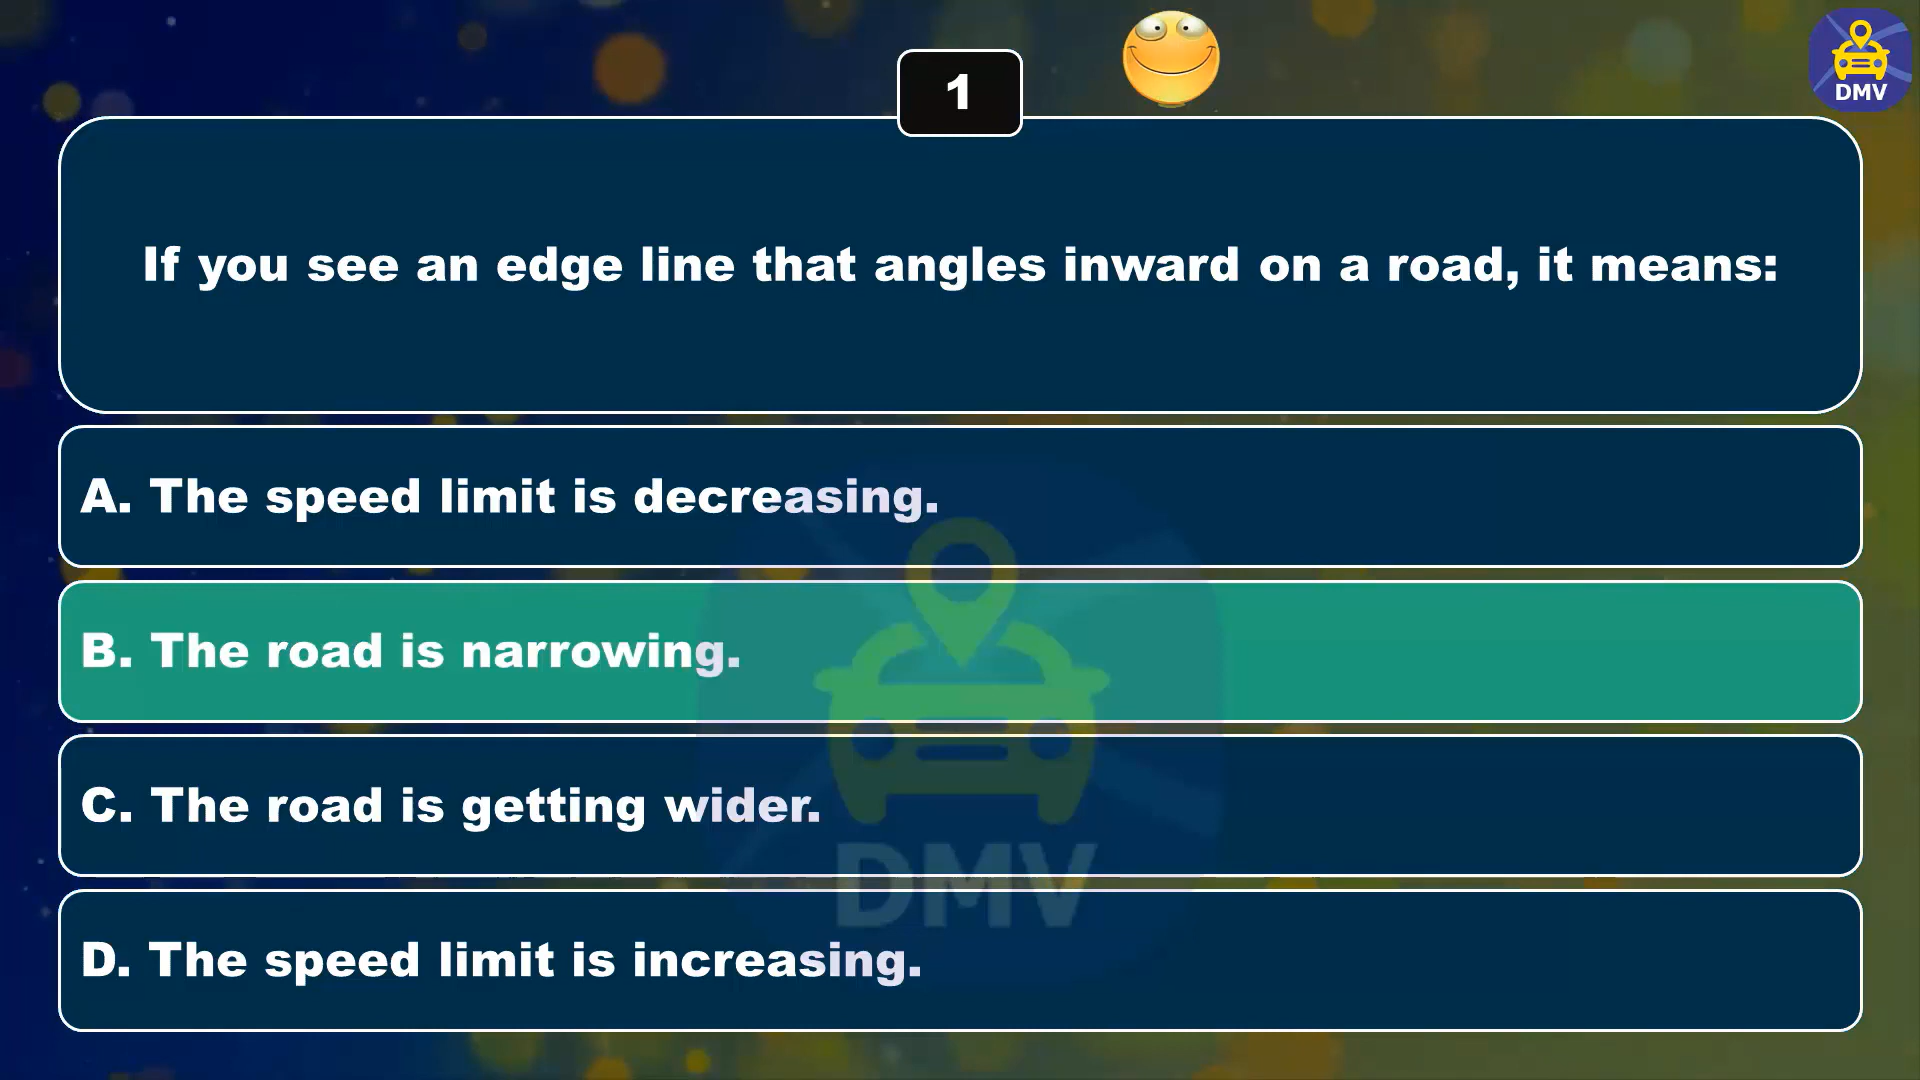 1
DMV
If you see an edge line that angles inward on a road, it means:
A. The speed limit is decreasing.
B. The road is narrowing.
C. The road is getting wider.
DMV
D. The speed limit is increasing.